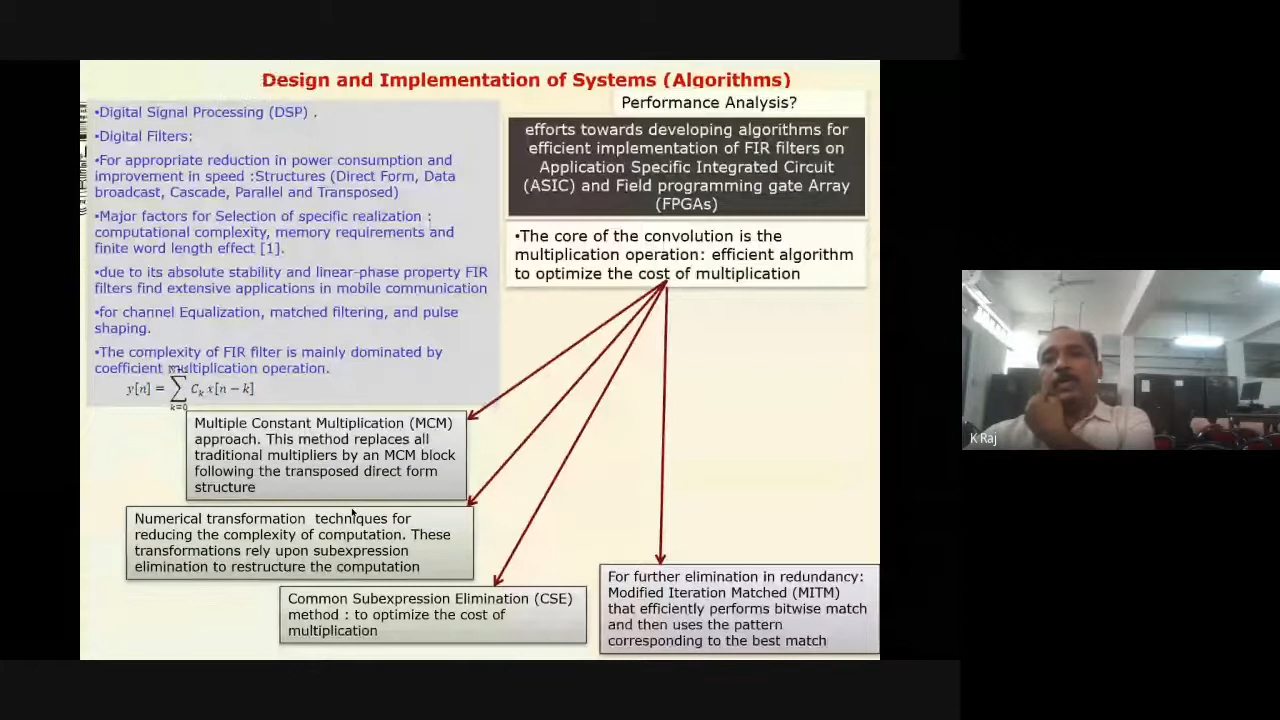 Design and Implementation of Systems (Algorithms)
•Digital Signal Processing (DSP) .
•Digital Filters:
•For appropriate reduction in power consumption and
improvement in speed :Structures (Direct Form, Data
broadcast, Cascade, Parallel and Transposed)
•Major factors for Selection of specific realization :
computational complexity, memory requirements and
finite word length effect [1].
•due to its absolute stability and linear-phase property FIR
filters find extensive applications in mobile communication
•for channel Equalization, matched filtering, and pulse
shaping.
•The complexity of FIR filter is mainly dominated by
coefficient multiplication operation.
y[n] = ∑ Cₖ x[n − k]
k=0
Performance Analysis?
efforts towards developing algorithms for
efficient implementation of FIR filters on
Application Specific Integrated Circuit
(ASIC) and Field programming gate Array
(FPGAs)
•The core of the convolution is the
multiplication operation: efficient algorithm
to optimize the cost of multiplication
Multiple Constant Multiplication (MCM)
approach. This method replaces all
traditional multipliers by an MCM block
following the transposed direct form
structure
Numerical transformation techniques for
reducing the complexity of computation. These
transformations rely upon subexpression
elimination to restructure the computation
Common Subexpression Elimination (CSE)
method : to optimize the cost of
multiplication
For further elimination in redundancy:
Modified Iteration Matched (MITM)
that efficiently performs bitwise match
and then uses the pattern
corresponding to the best match
K Raj